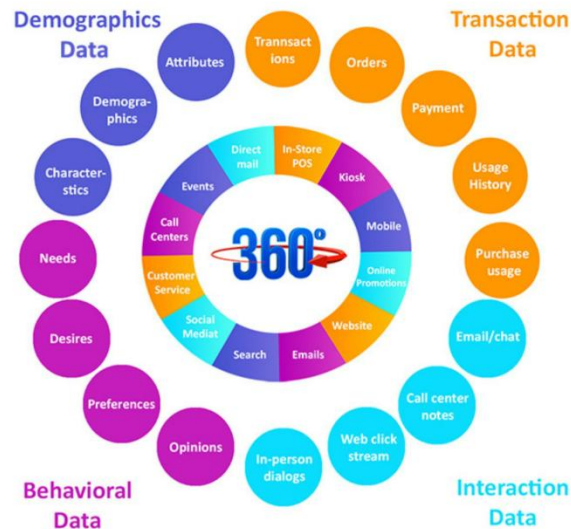 Demographics
Data
Transaction
Data
Attributes
Trannsact
ions
Orders
Demogra-
phics
Payment
Character-
stics
Usage
History
Needs
Purchase
usage
Desires
Email/chat
Preferences
Call center
notes
Opinions
Web click
stream
In-person
dialogs
Direct
mail
In-Store
POS
Events
Kiosk
Call
Centers
Mobile
360°
Customer
Service
Online
Promotions
Social
Mediat
Website
Search
Emails
Behavioral
Data
Interaction
Data